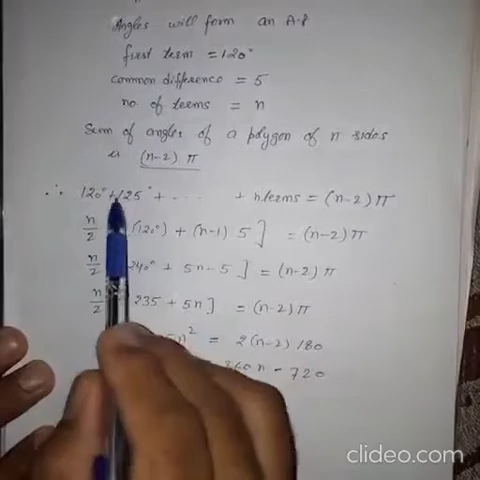 Angles will form an A.P
first term = 120°
common difference = 5
no of terms = n
Sum of angles of a polygon of n sides
is (n-2) π
∴ 120° + 125° + .... + n terms = (n-2) π
n/2 (120°) + (n-1) 5 ] = (n-2) π
n/2 240° + 5n - 5 ] = (n-2) π
n/2 235 + 5n ] = (n-2) π
5n² = 2(n-2) 180
360n - 720
clideo.com